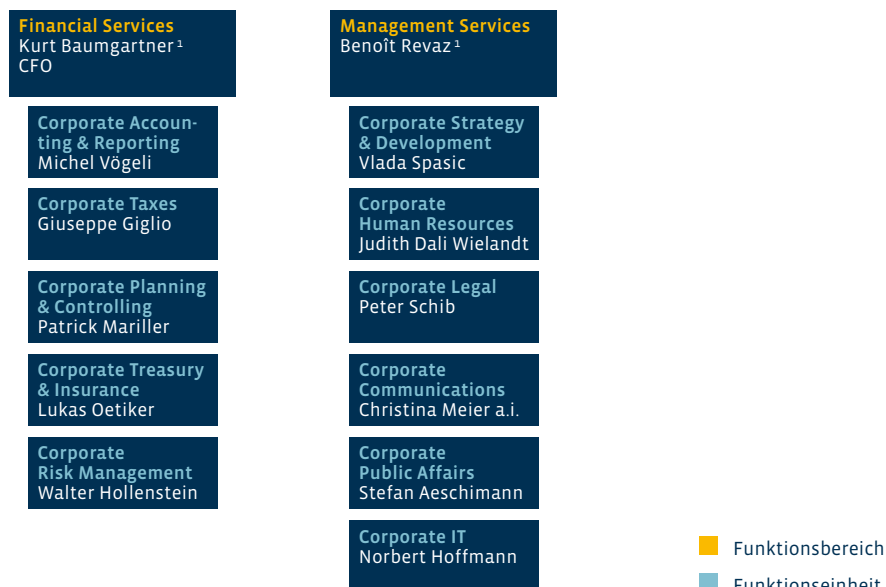 Financial Services
Kurt Baumgartner ¹
CFO
Corporate Accoun-
ting & Reporting
Michel Vögeli
Corporate Taxes
Giuseppe Giglio
Corporate Planning
& Controlling
Patrick Mariller
Corporate Treasury
& Insurance
Lukas Oetiker
Corporate
Risk Management
Walter Hollenstein
Management Services
Benoît Revaz ¹
Corporate Strategy
& Development
Vlada Spasic
Corporate
Human Resources
Judith Dali Wielandt
Corporate Legal
Peter Schib
Corporate
Communications
Christina Meier a.i.
Corporate
Public Affairs
Stefan Aeschimann
Corporate IT
Norbert Hoffmann
Funktionsbereich
Funktionseinheit